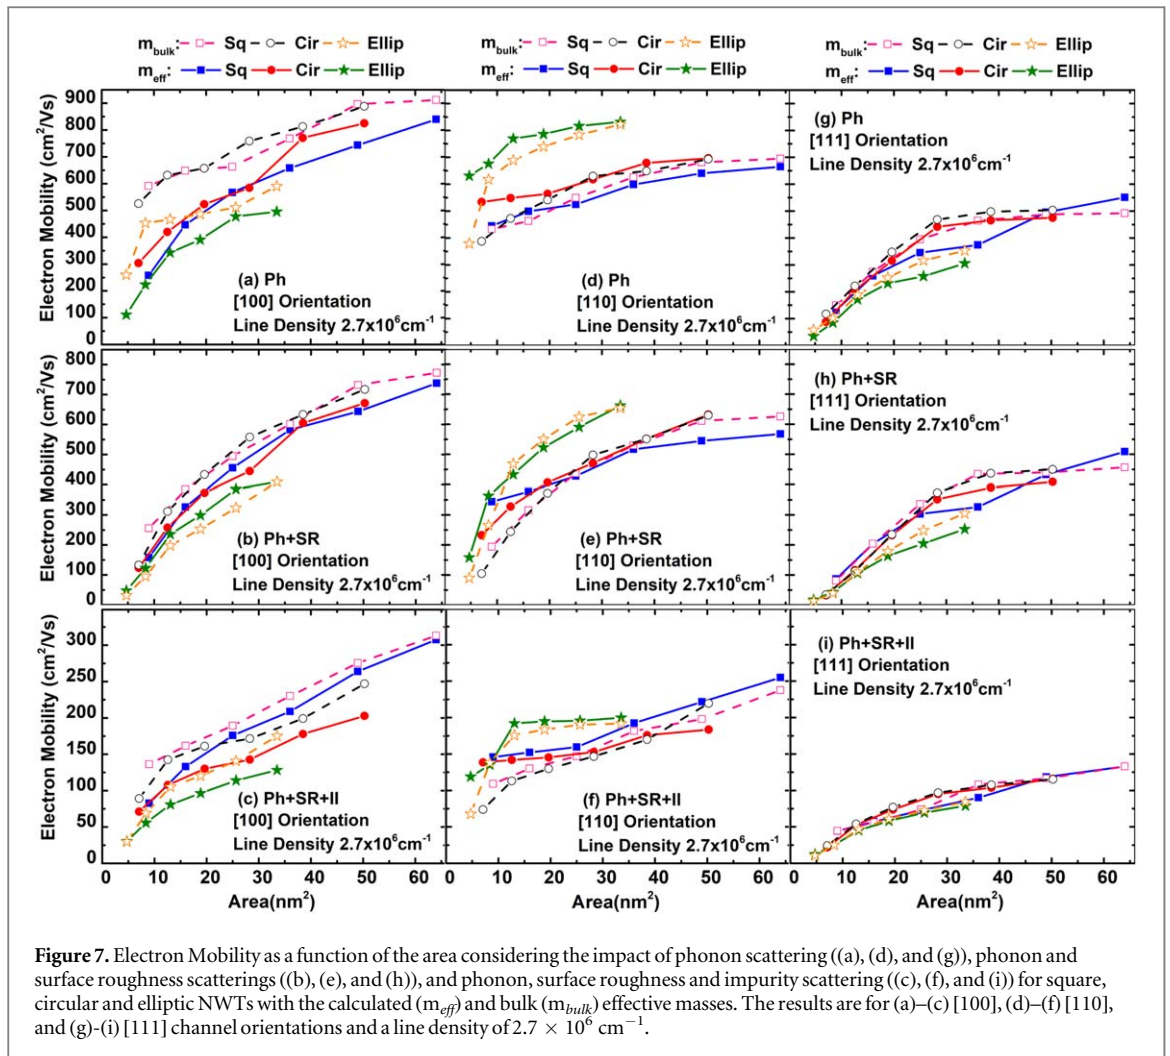 m_bulk: Sq Cir Ellip
m_eff: Sq Cir Ellip
m_bulk: Sq Cir Ellip
m_eff: Sq Cir Ellip
m_bulk: Sq Cir Ellip
m_eff: Sq Cir Ellip
Electron Mobility (cm²/Vs)
900
800
700
600
500
400
300
200
100
0
(a) Ph
[100] Orientation
Line Density 2.7x10⁶cm⁻¹
(d) Ph
[110] Orientation
Line Density 2.7x10⁶cm⁻¹
(g) Ph
[111] Orientation
Line Density 2.7x10⁶cm⁻¹
Electron Mobility (cm²/Vs)
800
700
600
500
400
300
200
100
0
(b) Ph+SR
[100] Orientation
Line Density 2.7x10⁶cm⁻¹
(e) Ph+SR
[110] Orientation
Line Density 2.7x10⁶cm⁻¹
(h) Ph+SR
[111] Orientation
Line Density 2.7x10⁶cm⁻¹
Electron Mobility (cm²/Vs)
300
250
200
150
100
50
0
(c) Ph+SR+II
[100] Orientation
Line Density 2.7x10⁶cm⁻¹
(f) Ph+SR+II
[110] Orientation
Line Density 2.7x10⁶cm⁻¹
(i) Ph+SR+II
[111] Orientation
Line Density 2.7x10⁶cm⁻¹
0 10 20 30 40 50 60
0 10 20 30 40 50 60
0 10 20 30 40 50 60
Area(nm²)
Area(nm²)
Area(nm²)
Figure 7. Electron Mobility as a function of the area considering the impact of phonon scattering ((a), (d), and (g)), phonon and
surface roughness scatterings ((b), (e), and (h)), and phonon, surface roughness and impurity scattering ((c), (f), and (i)) for square,
circular and elliptic NWTs with the calculated (m_eff) and bulk (m_bulk) effective masses. The results are for (a)–(c) [100], (d)–(f) [110],
and (g)-(i) [111] channel orientations and a line density of 2.7 × 10⁶ cm⁻¹.